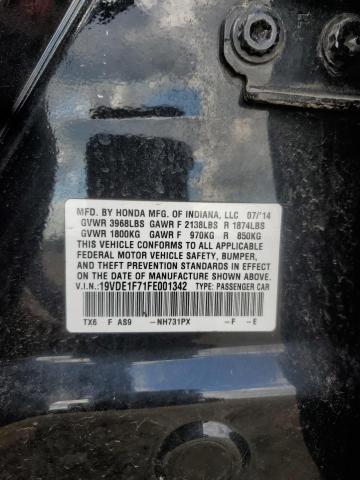 MFD. BY HONDA MFG. OF INDIANA, LLC 07/'14
GVWR 3968LBS GAWR F 2138LBS R 1874LBS
GVWR 1800KG GAWR F 970KG R 850KG
THIS VEHICLE CONFORMS TO ALL APPLICABLE
FEDERAL MOTOR VEHICLE SAFETY, BUMPER,
AND THEFT PREVENTION STANDARDS IN EFFECT
ON THE DATE OF MANUFACTURE SHOWN ABOVE.
V.I.N.:19VDE1F71FE001342 TYPE: PASSENGER CAR
TX6 F AS9 -NH731PX -F -E